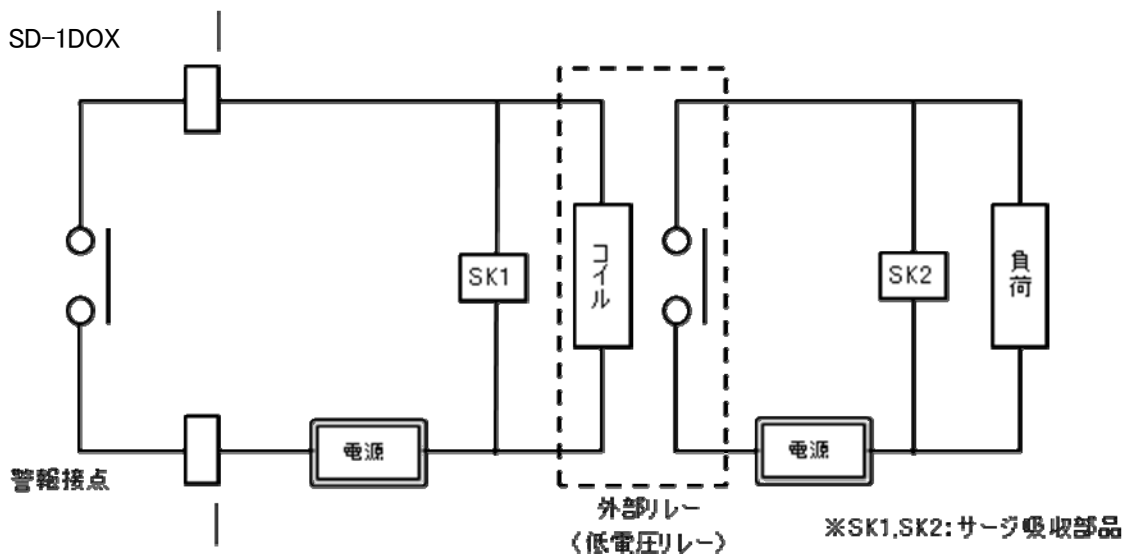 SD-1DOX
SK1
コイル
SK2
負荷
電源
電源
警報接点
外部リレー
(低電圧リレー)
※SK1,SK2:サージ吸収部品